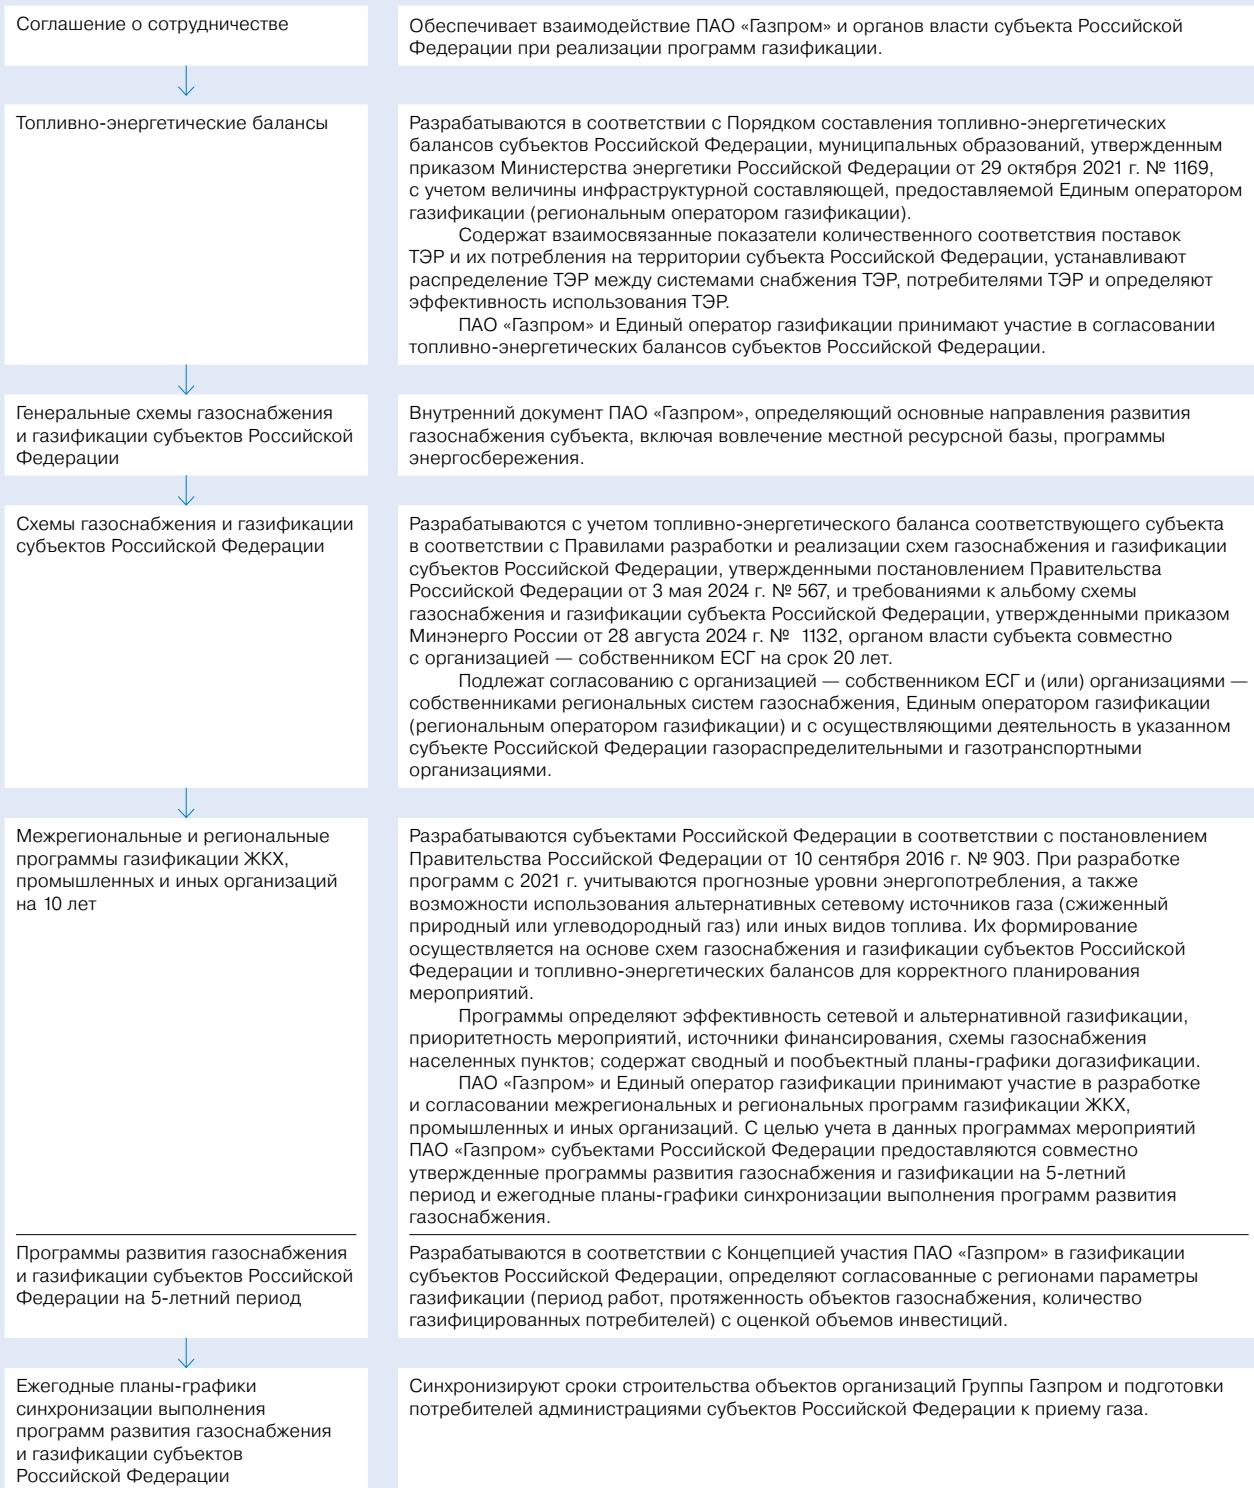 Соглашение о сотрудничестве
Обеспечивает взаимодействие ПАО «Газпром» и органов власти субъекта Российской
Федерации при реализации программ газификации.
Топливно-энергетические балансы
Разрабатываются в соответствии с Порядком составления топливно-энергетических
балансов субъектов Российской Федерации, муниципальных образований, утвержденным
приказом Министерства энергетики Российской Федерации от 29 октября 2021 г. № 1169,
с учетом величины инфраструктурной составляющей, предоставляемой Единым оператором
газификации (региональным оператором газификации).
Содержат взаимосвязанные показатели количественного соответствия поставок
ТЭР и их потребления на территории субъекта Российской Федерации, устанавливают
распределение ТЭР между системами снабжения ТЭР, потребителями ТЭР и определяют
эффективность использования ТЭР.
ПАО «Газпром» и Единый оператор газификации принимают участие в согласовании
топливно-энергетических балансов субъектов Российской Федерации.
Генеральные схемы газоснабжения
и газификации субъектов Российской
Федерации
Внутренний документ ПАО «Газпром», определяющий основные направления развития
газоснабжения субъекта, включая вовлечение местной ресурсной базы, программы
энергосбережения.
Схемы газоснабжения и газификации
субъектов Российской Федерации
Разрабатываются с учетом топливно-энергетического баланса соответствующего субъекта
в соответствии с Правилами разработки и реализации схем газоснабжения и газификации
субъектов Российской Федерации, утвержденными постановлением Правительства
Российской Федерации от 3 мая 2024 г. № 567, и требованиями к альбому схемы
газоснабжения и газификации субъекта Российской Федерации, утвержденными приказом
Минэнерго России от 28 августа 2024 г. № 1132, органом власти субъекта совместно
с организацией — собственником ЕСГ на срок 20 лет.
Подлежат согласованию с организацией — собственником ЕСГ и (или) организациями —
собственниками региональных систем газоснабжения, Единым оператором газификации
(региональным оператором газификации) и с осуществляющими деятельность в указанном
субъекте Российской Федерации газораспределительными и газотранспортными
организациями.
Межрегиональные и региональные
программы газификации ЖКХ,
промышленных и иных организаций
на 10 лет
Разрабатываются субъектами Российской Федерации в соответствии с постановлением
Правительства Российской Федерации от 10 сентября 2016 г. № 903. При разработке
программ с 2021 г. учитываются прогнозные уровни энергопотребления, а также
возможности использования альтернативных сетевому источников газа (сжиженный
природный или углеводородный газ) или иных видов топлива. Их формирование
осуществляется на основе схем газоснабжения и газификации субъектов Российской
Федерации и топливно-энергетических балансов для корректного планирования
мероприятий.
Программы определяют эффективность сетевой и альтернативной газификации,
приоритетность мероприятий, источники финансирования, схемы газоснабжения
населенных пунктов; содержат сводный и пообъектный планы-графики догазификации.
ПАО «Газпром» и Единый оператор газификации принимают участие в разработке
и согласовании межрегиональных и региональных программ газификации ЖКХ,
промышленных и иных организаций. С целью учета в данных программах мероприятий
ПАО «Газпром» субъектами Российской Федерации предоставляются совместно
утвержденные программы развития газоснабжения и газификации на 5-летний
период и ежегодные планы-графики синхронизации выполнения программ развития
газоснабжения.
Программы развития газоснабжения
и газификации субъектов Российской
Федерации на 5-летний период
Разрабатываются в соответствии с Концепцией участия ПАО «Газпром» в газификации
субъектов Российской Федерации, определяют согласованные с регионами параметры
газификации (период работ, протяженность объектов газоснабжения, количество
газифицированных потребителей) с оценкой объемов инвестиций.
Ежегодные планы-графики
синхронизации выполнения
программ развития газоснабжения
и газификации субъектов
Российской Федерации
Синхронизируют сроки строительства объектов организаций Группы Газпром и подготовки
потребителей администрациями субъектов Российской Федерации к приему газа.